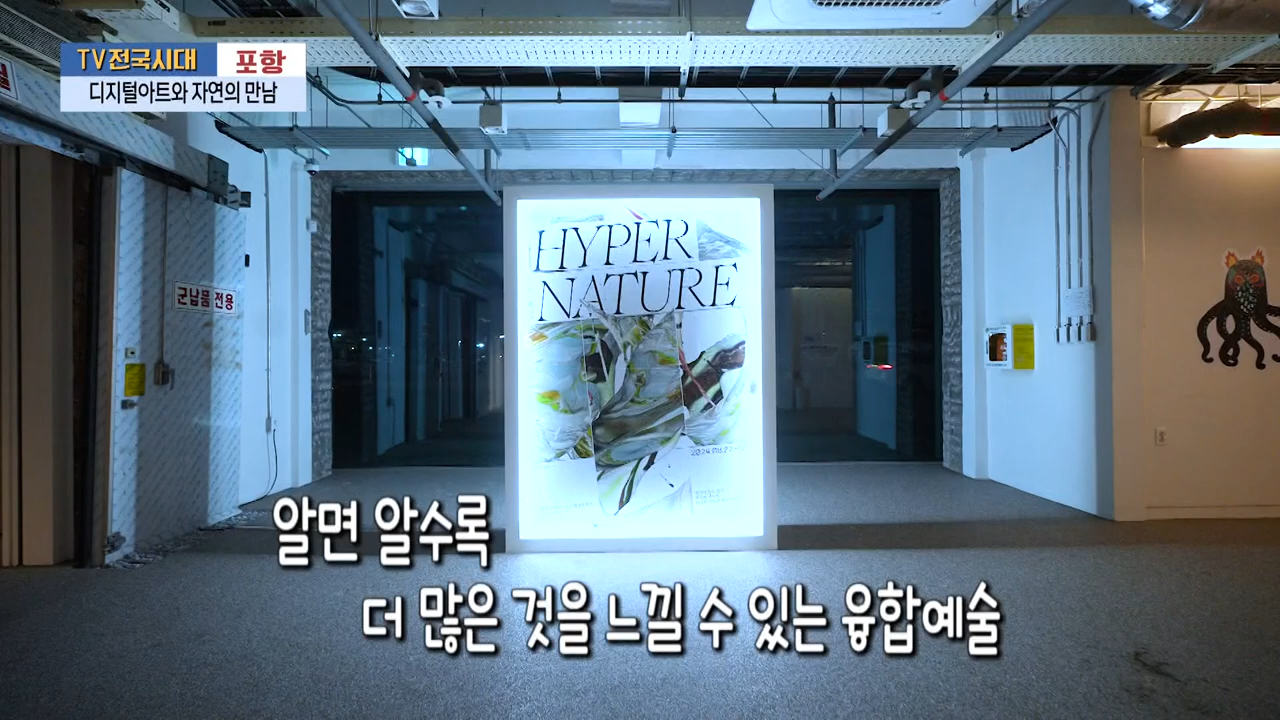 TV전국시대 포항
디지털아트와 자연의 만남
군납품 전용
HYPER
NATURE
알면 알수록
더 많은 것을 느낄 수 있는 융합예술